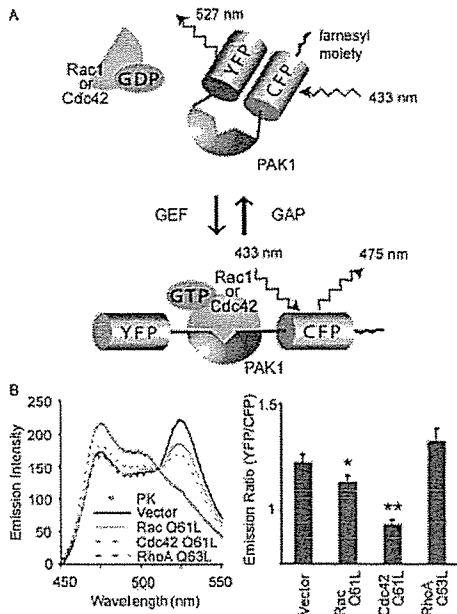 A
527 nm
farnesyl
moiety
Rac1
or
Cdc42
GDP
YFP
CFP
433 nm
PAK1
GEF
GAP
433 nm
475 nm
Rac1
or
Cdc42
GTP
YFP
CFP
PAK1
B
Emission Intensity
250
200
150
100
50
0
PK
Vector
Rac Q61L
Cdc42 Q61L
RhoA Q63L
450
500
550
Wavelength (nm)
Emission Ratio (YFP/CFP)
1.5
1
*
**
Vector
Rac
Q61L
Cdc42
Q61L
RhoA
Q63L